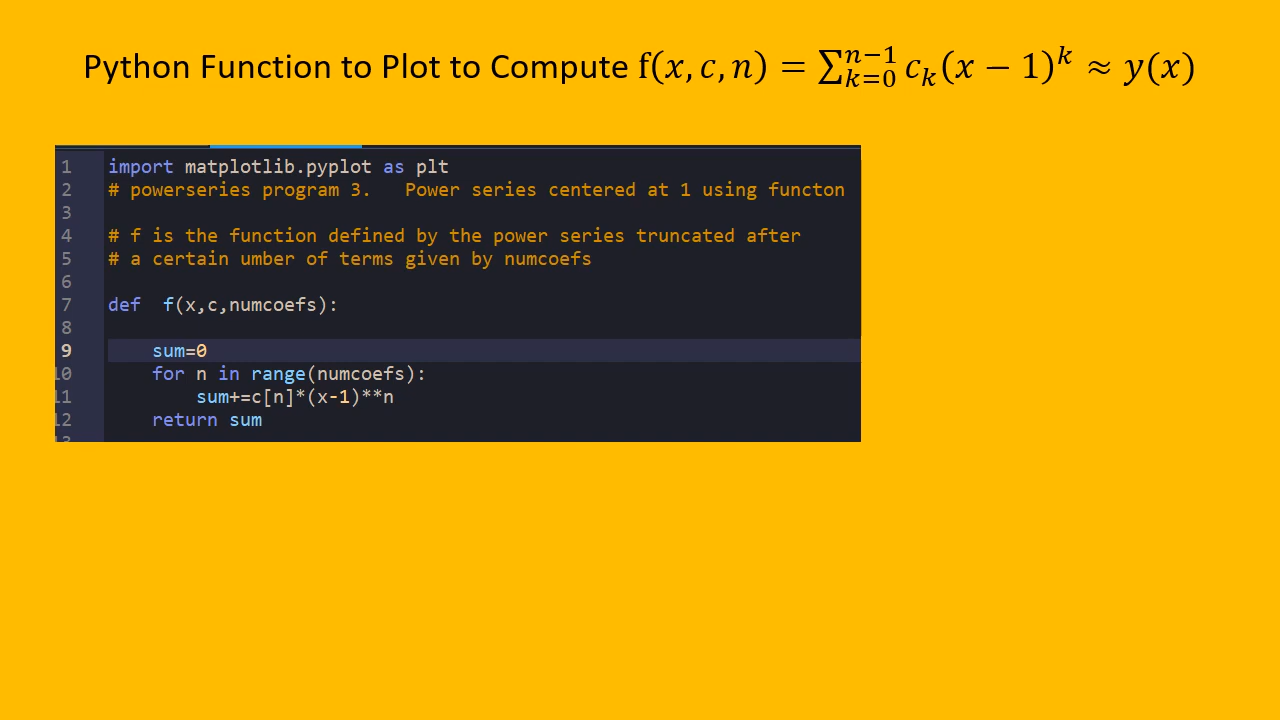 Python Function to Plot to Compute f(x, c, n) = ∑_{k=0}^{n−1} c_k(x − 1)^k ≈ y(x)
1 import matplotlib.pyplot as plt
2 # powerseries program 3.   Power series centered at 1 using functon
3
4 # f is the function defined by the power series truncated after
5 # a certain umber of terms given by numcoefs
6
7 def  f(x,c,numcoefs):
8
9     sum=0
10     for n in range(numcoefs):
11         sum+=c[n]*(x-1)**n
12     return sum
13